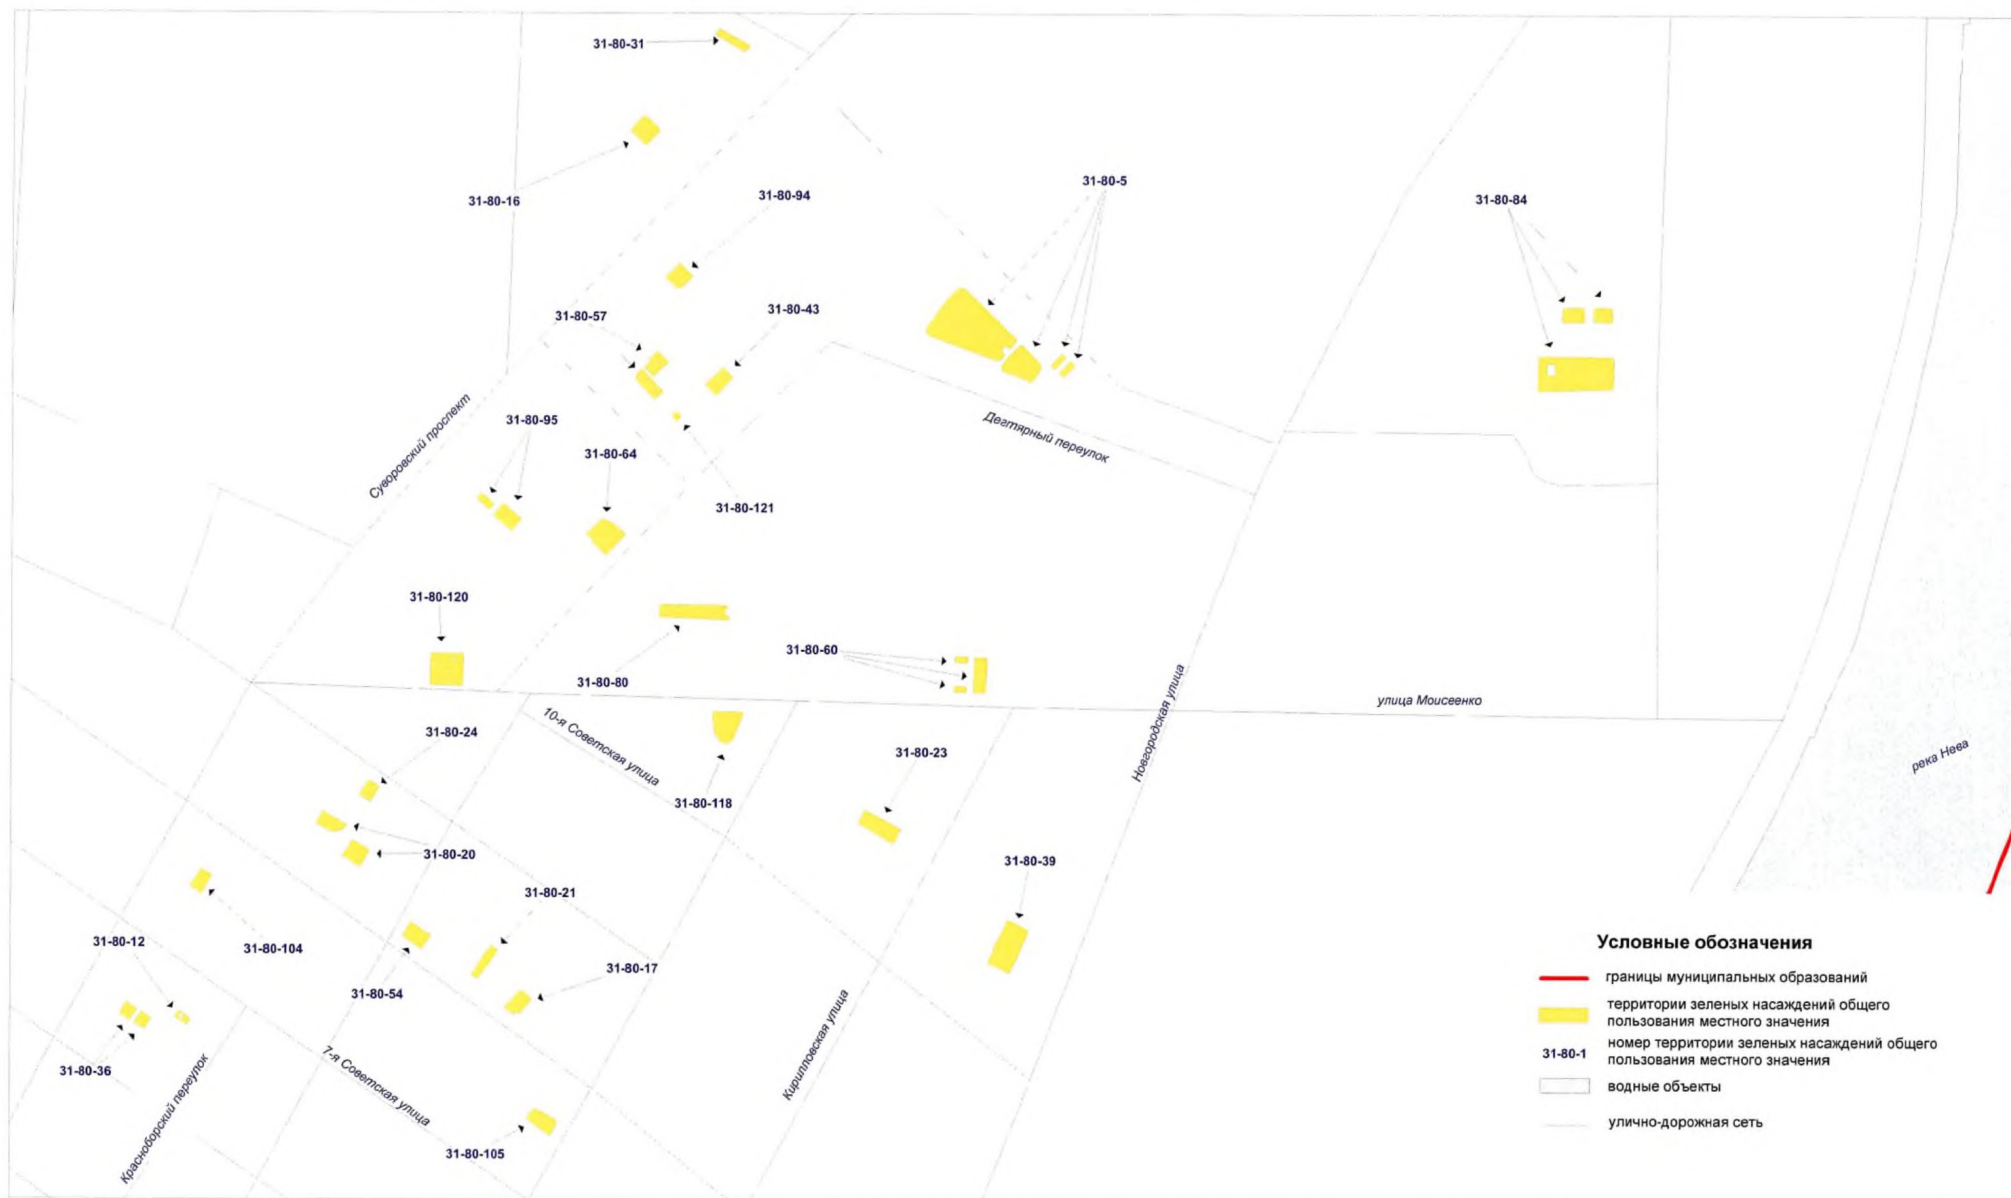 31-80-31
31-80-16
31-80-94
31-80-5
31-80-84
31-80-57
31-80-43
31-80-95
Суворовский проспект
Дегтярный переулок
31-80-64
31-80-121
31-80-120
31-80-80
31-80-60
Новгородская улица
улица Моисеенко
10-я Советская улица
31-80-24
31-80-118
31-80-23
река Нева
31-80-20
31-80-39
31-80-21
31-80-12
31-80-104
31-80-17
31-80-54
31-80-36
Красноборский переулок
7-я Советская улица
Кирилловская улица
31-80-105
Условные обозначения
границы муниципальных образований
территории зеленых насаждений общего
пользования местного значения
31-80-1
номер территории зеленых насаждений общего
пользования местного значения
водные объекты
улично-дорожная сеть